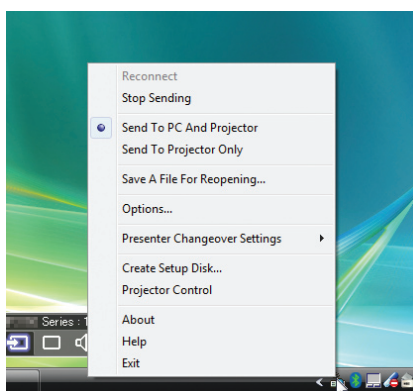 Reconnect
Stop Sending
Send To PC And Projector
Send To Projector Only
Save A File For Reopening...
Options...
Presenter Changeover Settings
Create Setup Disk...
Projector Control
About
Help
Exit
Series : 1